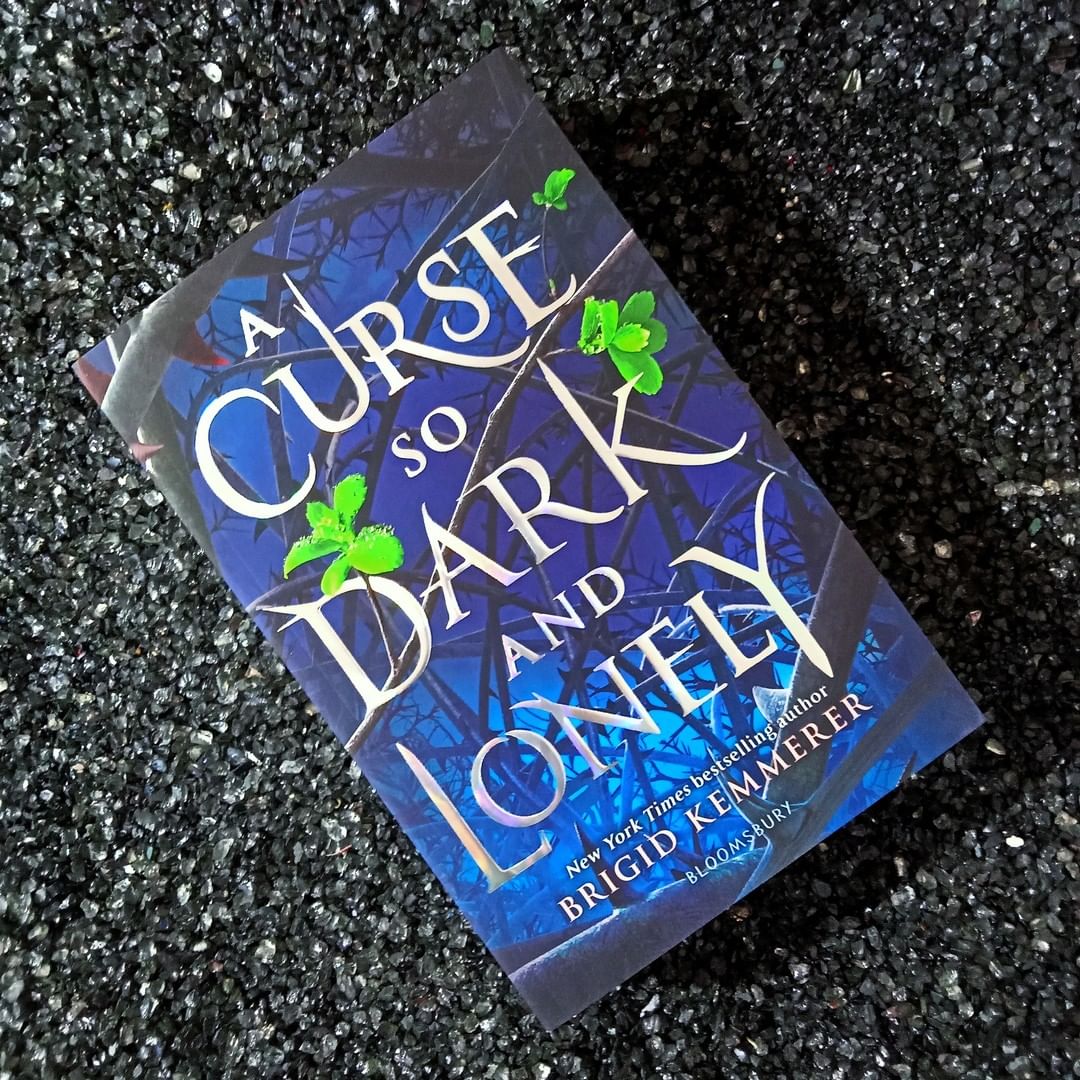 A
CURSE
SO
DARK
AND
LONELY
New York Times bestselling author
BRIGID KEMMERER
BLOOMSBURY